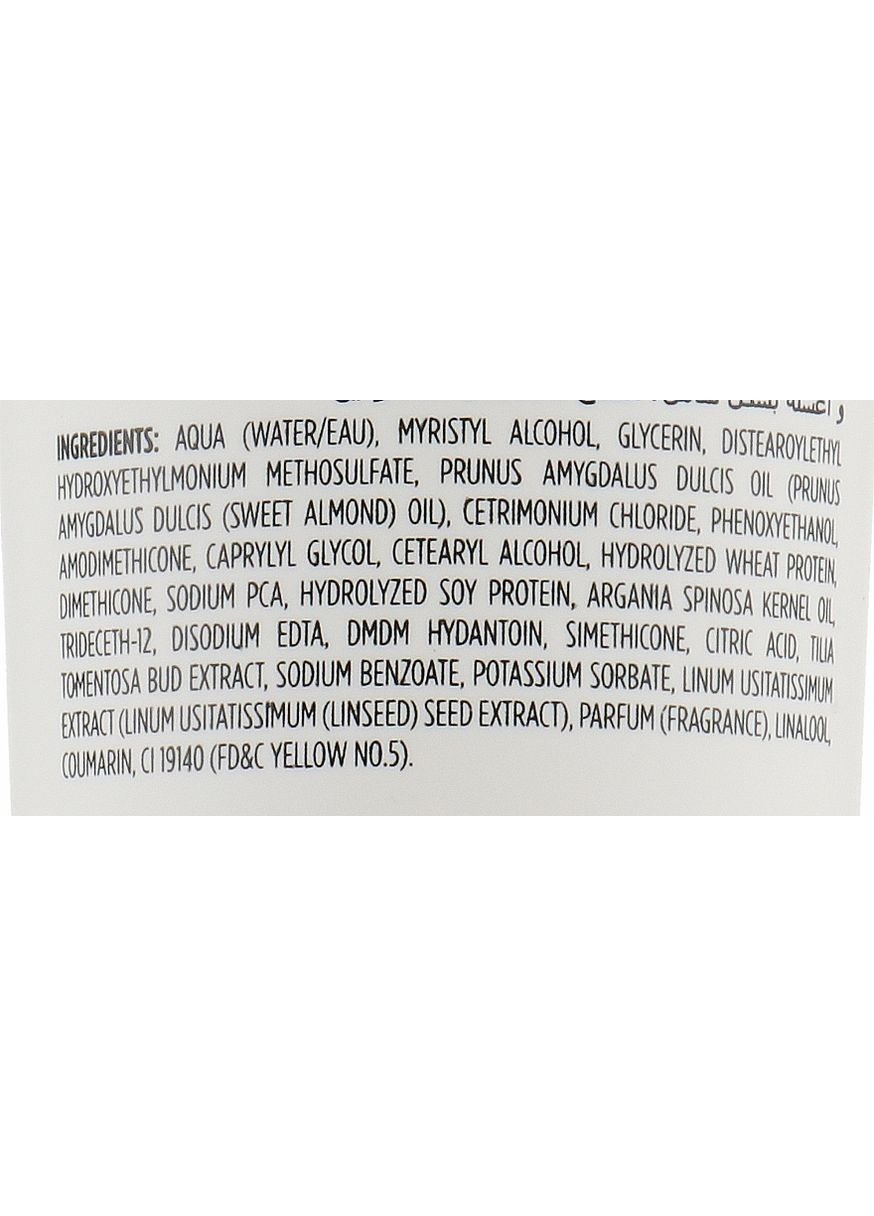 و
INGREDIENTS: AQUA (WATER/EAU), MYRISTYL ALCOHOL, GLYCERIN, DISTEAROYLETHYL
HYDROXYETHYLMONIUM METHOSULFATE, PRUNUS AMYGDALUS DULCIS OIL (PRUNUS
AMYGDALUS DULCIS (SWEET ALMOND) OIL), CETRIMONIUM CHLORIDE, PHENOXYETHANOL,
AMODIMETHICONE, CAPRYLYL GLYCOL, CETEARYL ALCOHOL, HYDROLYZED WHEAT PROTEIN,
DIMETHICONE, SODIUM PCA, HYDROLYZED SOY PROTEIN, ARGANIA SPINOSA KERNEL OIL,
TRIDECETH-12, DISODIUM EDTA, DMDM HYDANTOIN, SIMETHICONE, CITRIC ACID, TILIA
TOMENTOSA BUD EXTRACT, SODIUM BENZOATE, POTASSIUM SORBATE, LINUM USITATISSIMUM
EXTRACT (LINUM USITATISSIMUM (LINSEED) SEED EXTRACT), PARFUM (FRAGRANCE), LINALOOL,
COUMARIN, CI 19140 (FD&C YELLOW NO.5).